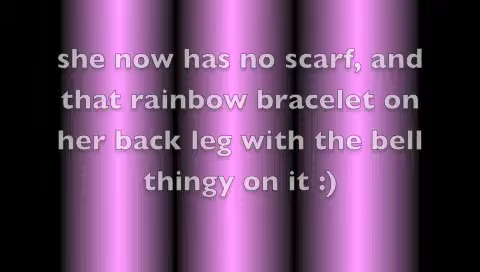 she now has no scarf, and
that rainbow bracelet on
her back leg with the bell
thingy on it :)